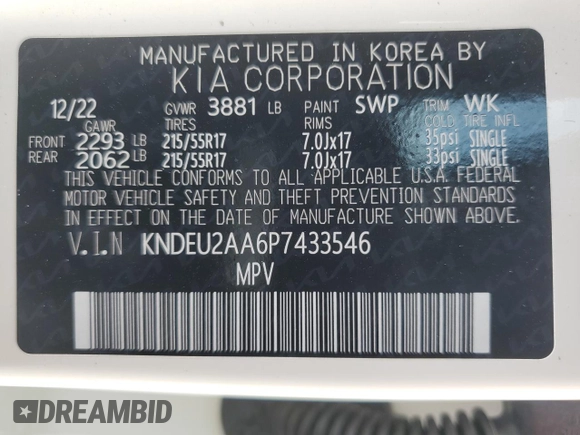 MANUFACTURED IN KOREA BY
KIA CORPORATION
12/22 GVWR 3881 LB PAINT SWP TRIM WK
GAWR TIRES RIMS COLD TIRE INFL
FRONT 2293 LB 215/55R17 7.0Jx17 35psi SINGLE
REAR 2062 LB 215/55R17 7.0Jx17 33psi SINGLE
THIS VEHICLE CONFORMS TO ALL APPLICABLE U.S.A. FEDERAL
MOTOR VEHICLE SAFETY AND THEFT PREVENTION STANDARDS
IN EFFECT ON THE DATE OF MANUFACTURE SHOWN ABOVE.
V.I.N KNDEU2AA6P7433546
MPV
DREAMBID